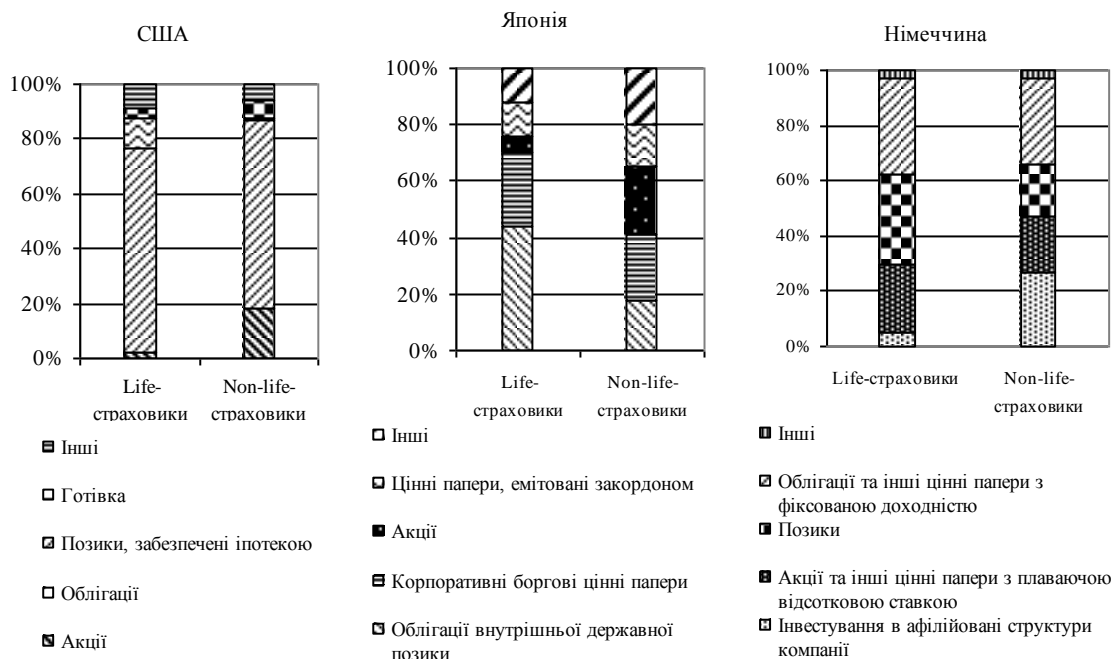 США
100%
80%
60%
40%
20%
0%
Life-
страховики
Non-life-
страховики
Інші
Готівка
Позики, забезпечені іпотекою
Облігації
Акції
Японія
100%
80%
60%
40%
20%
0%
Life-
страховики
Non-life-
страховики
Інші
Цінні папери, емітовані закордоном
Акції
Корпоративні боргові цінні папери
Облігації внутрішньої державної
позики
Німеччина
100%
80%
60%
40%
20%
0%
Life-страховики
Non-life-
страховики
Інші
Облігації та інші цінні папери з
фіксованою доходністю
Позики
Акції та інші цінні папери з плаваючою
відсотковою ставкою
Інвестування в афілійовані структури
компанії